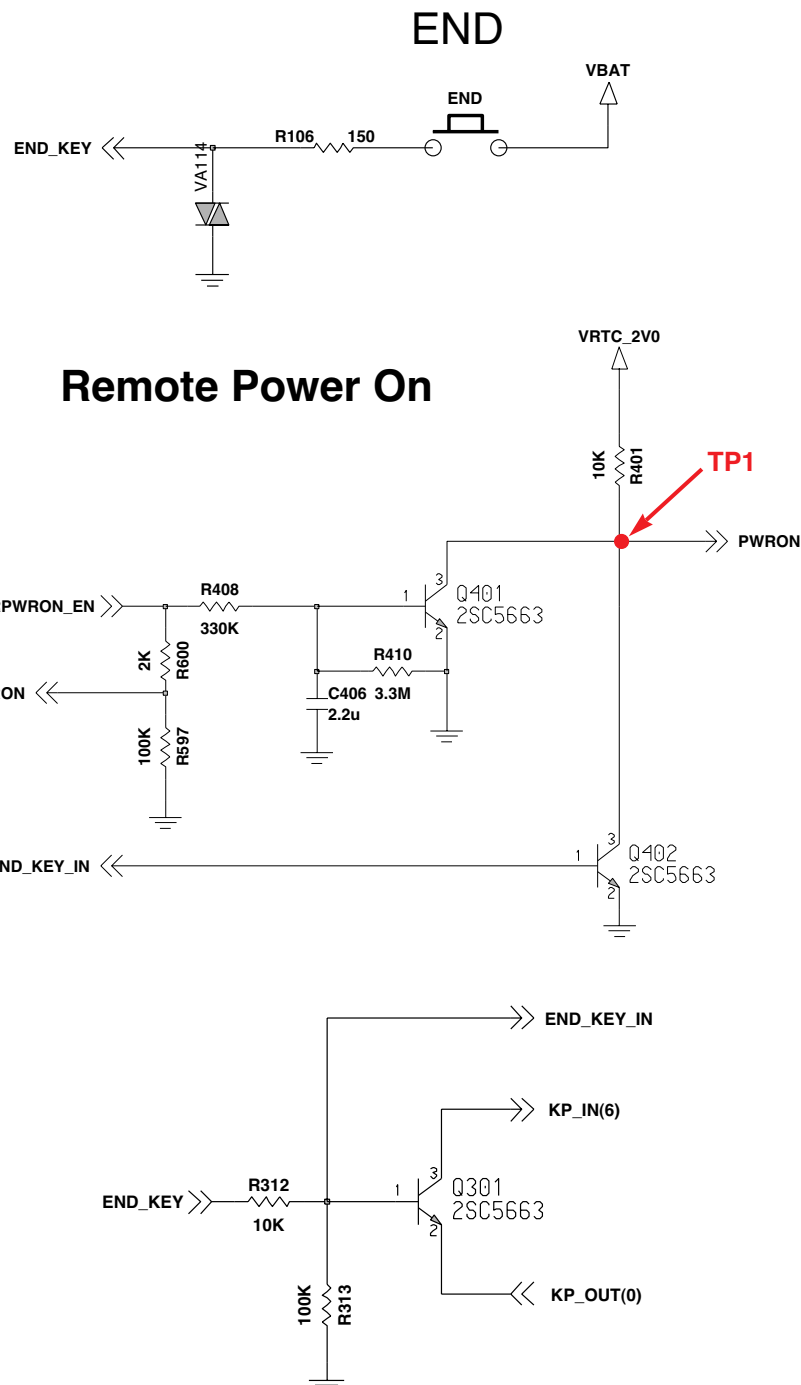 END
VBAT
END
END_KEY
R106 150
VA114
VRTC_2V0
Remote Power On
10K
R401
TP1
PWRON
3
1
Q401
2SC5663
2
PWRON_EN
R408
330K
2K
R600
R410
3.3M
ON
C406
2.2u
100K
R597
3
1
Q402
2SC5663
2
ND_KEY_IN
END_KEY_IN
KP_IN(6)
3
1
Q301
2SC5663
2
END_KEY
R312
10K
100K
R313
KP_OUT(0)